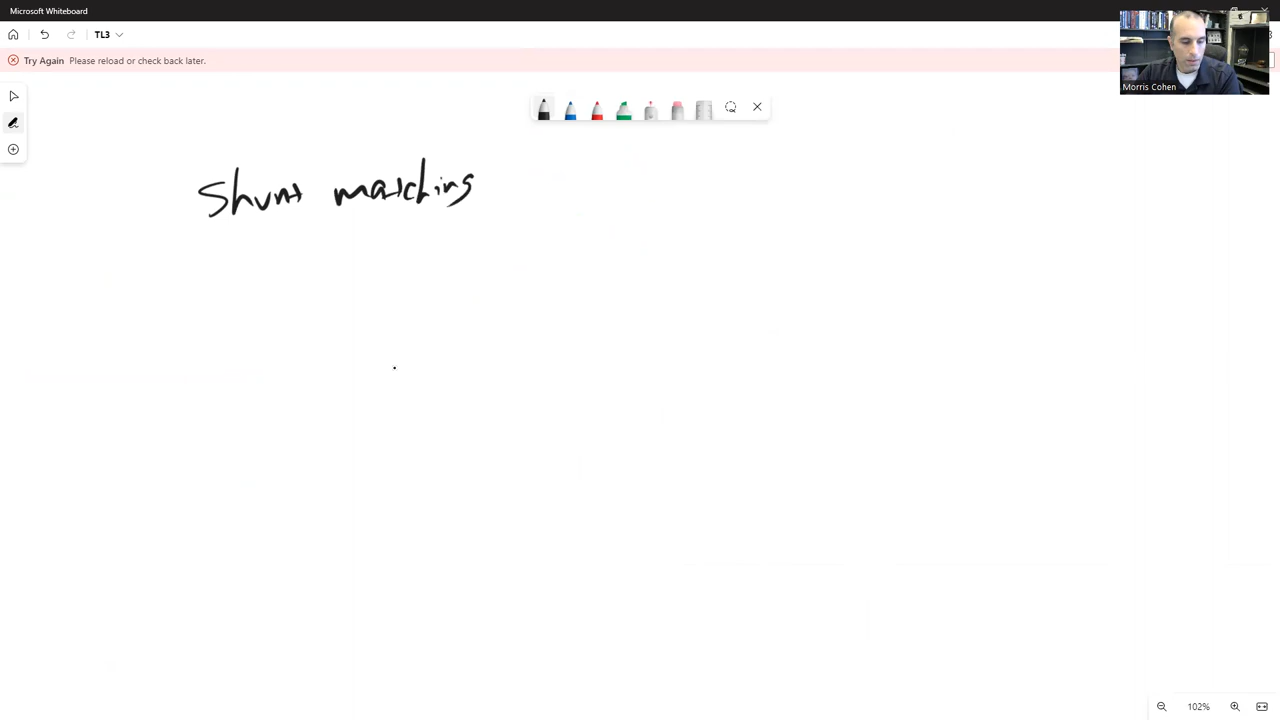 Microsoft Whiteboard
TL3
Try Again Please reload or check back later.
Morris Cohen
Shunt matching
102%